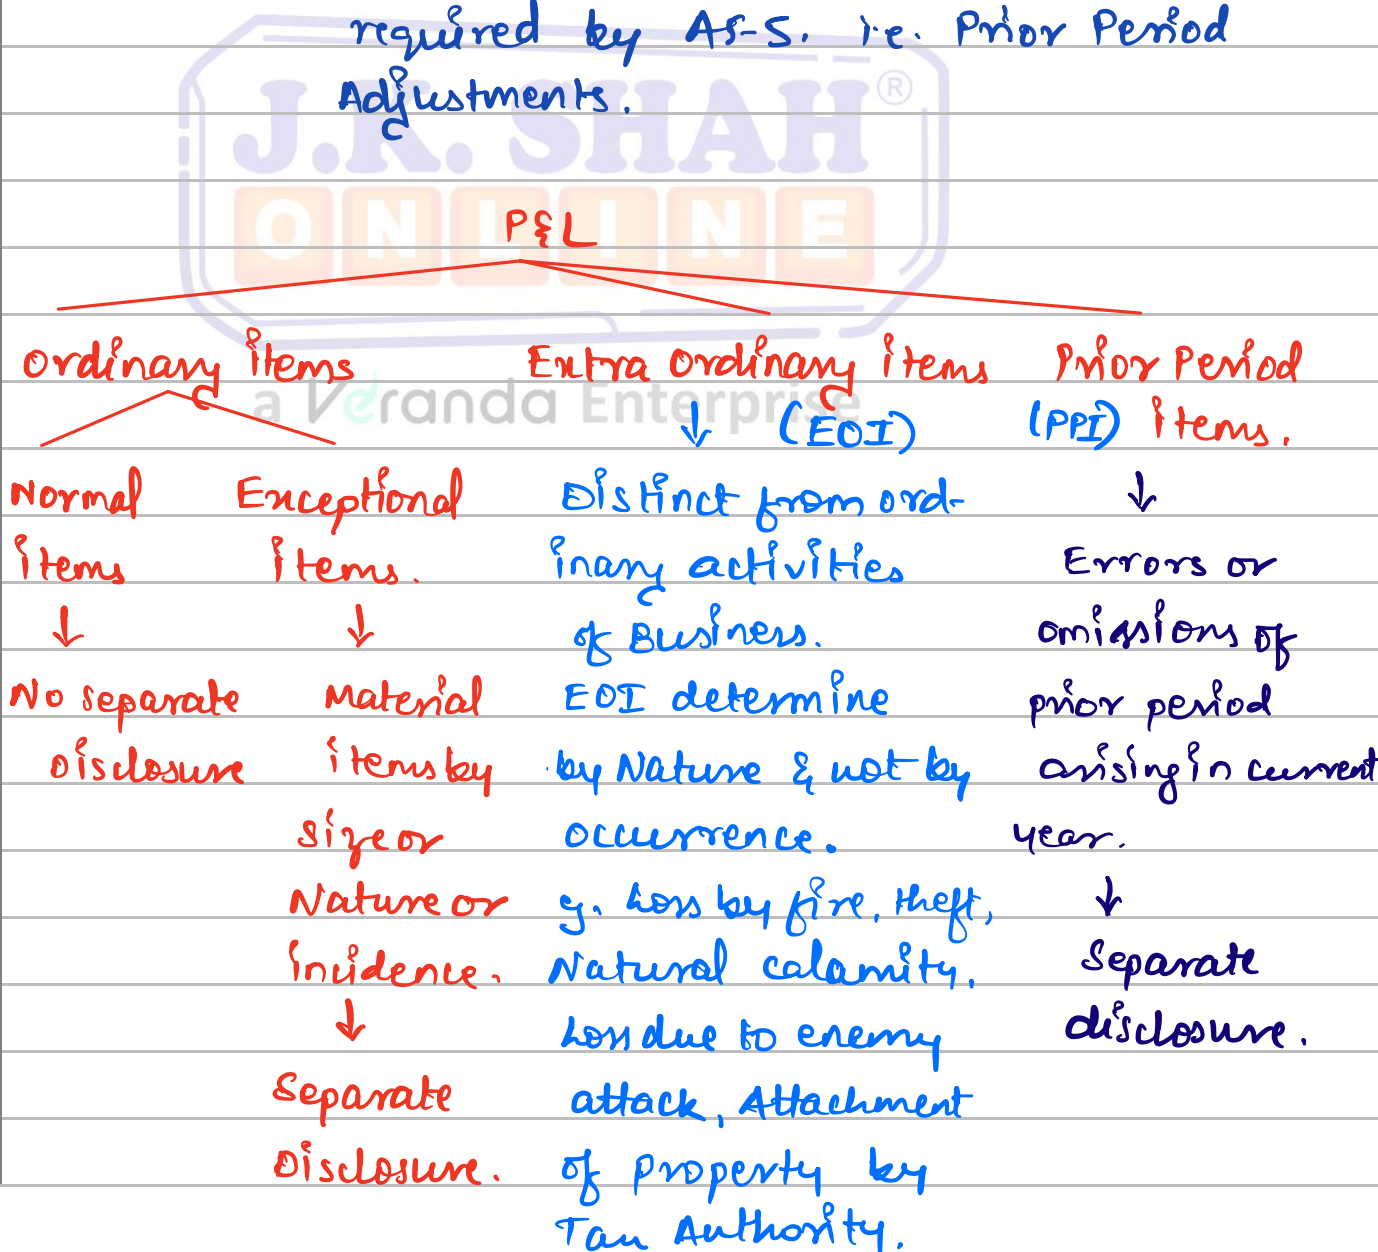 required by AS-5. i.e. Prior Period
Adjustments.
J.K. SHAH®
ONLINE
a Veranda Enterprise
P&L
Ordinary items
Extra Ordinary items
(EOI)
Prior Period
(PPI) items.
Normal
items
No separate
Disclosure
Exceptional
items.
Material
items by
Size or
Nature or
incidence.
Separate
Disclosure.
Distinct from ord-
inary activities
of Business.
EOI determine
by Nature & not by
occurrence.
eg. Loss by fire, theft,
Natural calamity.
Loss due to enemy
attack, Attachment
of property by
Tax Authority.
Errors or
omissions of
prior period
arising in current
year.
Separate
disclosure.